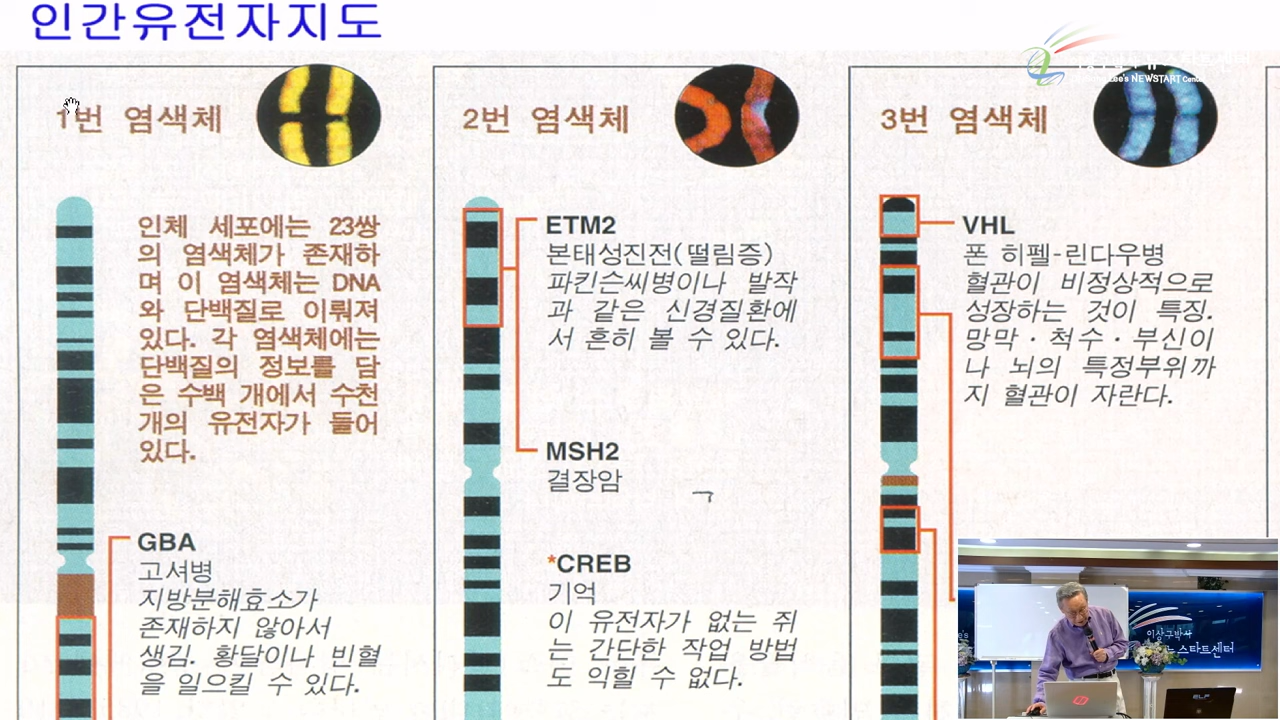 인간유전자지도
Lee's NEWSTART Center
1번 염색체
인체 세포에는 23쌍
의 염색체가 존재하
며 이 염색체는 DNA
와 단백질로 이뤄져
있다. 각 염색체에는
단백질의 정보를 담
은 수백 개에서 수천
개의 유전자가 들어
있다.
GBA
고셔병
지방분해효소가
존재하지 않아서
생김. 황달이나 빈혈
을 일으킬 수 있다.
2번 염색체
ETM2
본태성진전(떨림증)
파킨슨씨병이나 발작
과 같은 신경질환에
서 흔히 볼 수 있다.
MSH2
결장암
ㄱ
*CREB
기억
이 유전자가 없는 쥐
는 간단한 작업 방법
도 익힐 수 없다.
3번 염색체
VHL
폰 히펠-린다우병
혈관이 비정상적으로
성장하는 것이 특징.
망막·척수·부신이
나 뇌의 특정부위까
지 혈관이 자란다.
이상구박사
뉴스타트센터